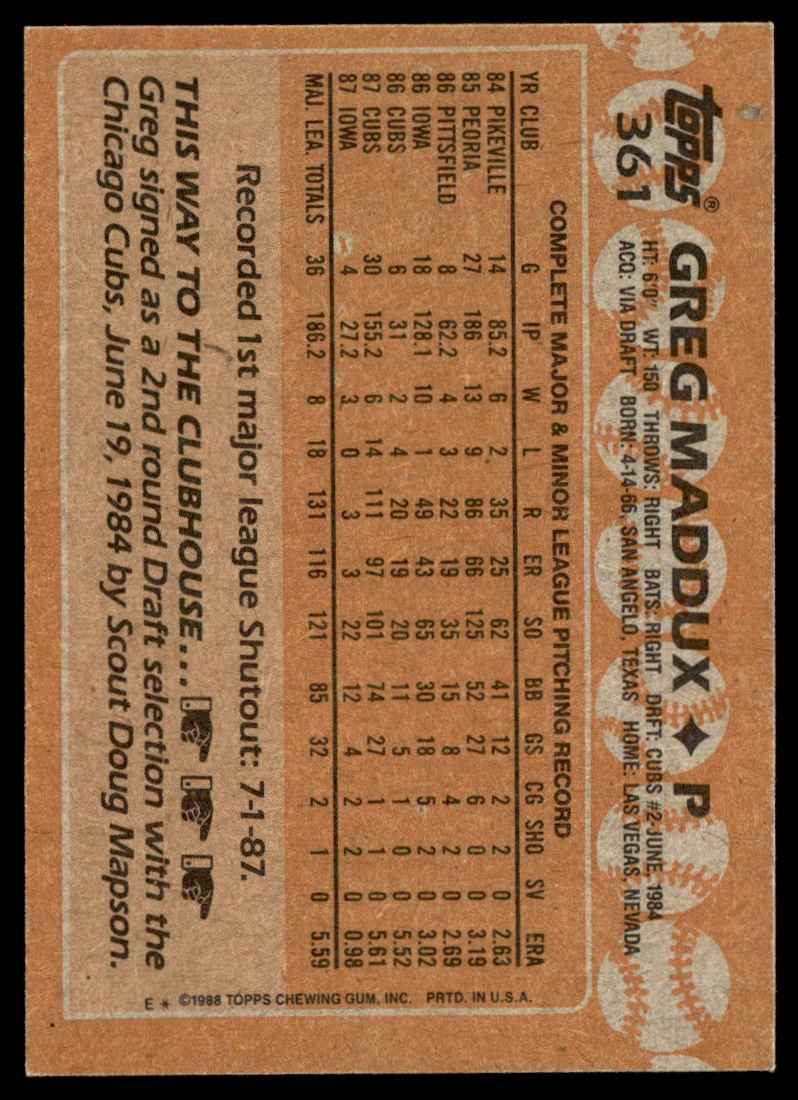 TOPPS®
361
GREG MADDUX ✦ P
HT: 6'0" WT: 150 THROWS: RIGHT BATS: RIGHT DRFT: CUBS #2-JUNE, 1984
ACQ: VIA DRAFT BORN: 4-14-66, SAN ANGELO, TEXAS HOME: LAS VEGAS, NEVADA
COMPLETE MAJOR & MINOR LEAGUE PITCHING RECORD
YR CLUB G IP W L R ER SO BB GS CG SHO SV ERA
84 PIKEVILLE 14 85.2 6 2 35 25 62 41 12 2 2 0 2.63
85 PEORIA 27 186 13 9 86 66 125 52 27 6 0 0 3.19
86 PITTSFIELD 8 62.2 4 3 22 19 35 15 8 4 2 0 2.69
86 IOWA 18 128.1 10 1 49 43 65 30 18 5 2 0 3.02
86 CUBS 6 31 2 4 20 19 20 11 5 1 0 0 5.52
87 CUBS 30 155.2 6 14 111 97 101 74 27 1 1 0 5.61
87 IOWA 4 27.2 3 0 3 3 22 12 4 2 2 0 0.98
MAJ. LEA. TOTALS 36 186.2 8 18 131 116 121 85 32 2 1 0 5.59
Recorded 1st major league Shutout: 7-1-87.
THIS WAY TO THE CLUBHOUSE...
Greg signed as a 2nd round Draft selection with the
Chicago Cubs, June 19, 1984 by Scout Doug Mapson.
E * ©1988 TOPPS CHEWING GUM, INC. PRTD. IN U.S.A.